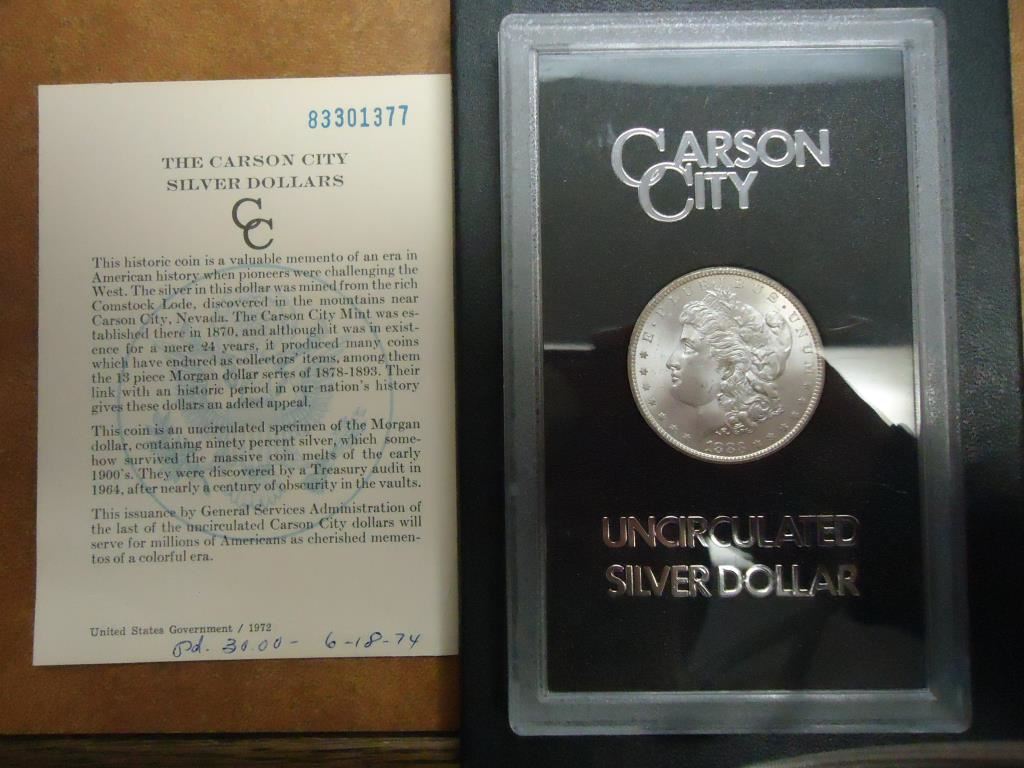 83301377
THE CARSON CITY
SILVER DOLLARS
CC
This historic coin is a valuable memento of an era in
American history when pioneers were challenging the
West. The silver in this dollar was mined from the rich
Comstock Lode, discovered in the mountains near
Carson City, Nevada. The Carson City Mint was es-
tablished there in 1870, and although it was in exist-
ence for a mere 24 years, it produced many coins
which have endured as collectors' items, among them
the 13 piece Morgan dollar series of 1878-1893. Their
link with an historic period in our nation's history
gives these dollars an added appeal.
This coin is an uncirculated specimen of the Morgan
dollar, containing ninety percent silver, which some-
how survived the massive coin melts of the early
1900's. They were discovered by a Treasury audit in
1964, after nearly a century of obscurity in the vaults.
This issuance by General Services Administration of
the last of the uncirculated Carson City dollars will
serve for millions of Americans as cherished memen-
tos of a colorful era.
United States Government / 1972
Pd. 30.00 - 6-18-74
CARSON
CITY
E·PLURIBUS·UNUM
UNCIRCULATED
SILVER DOLLAR